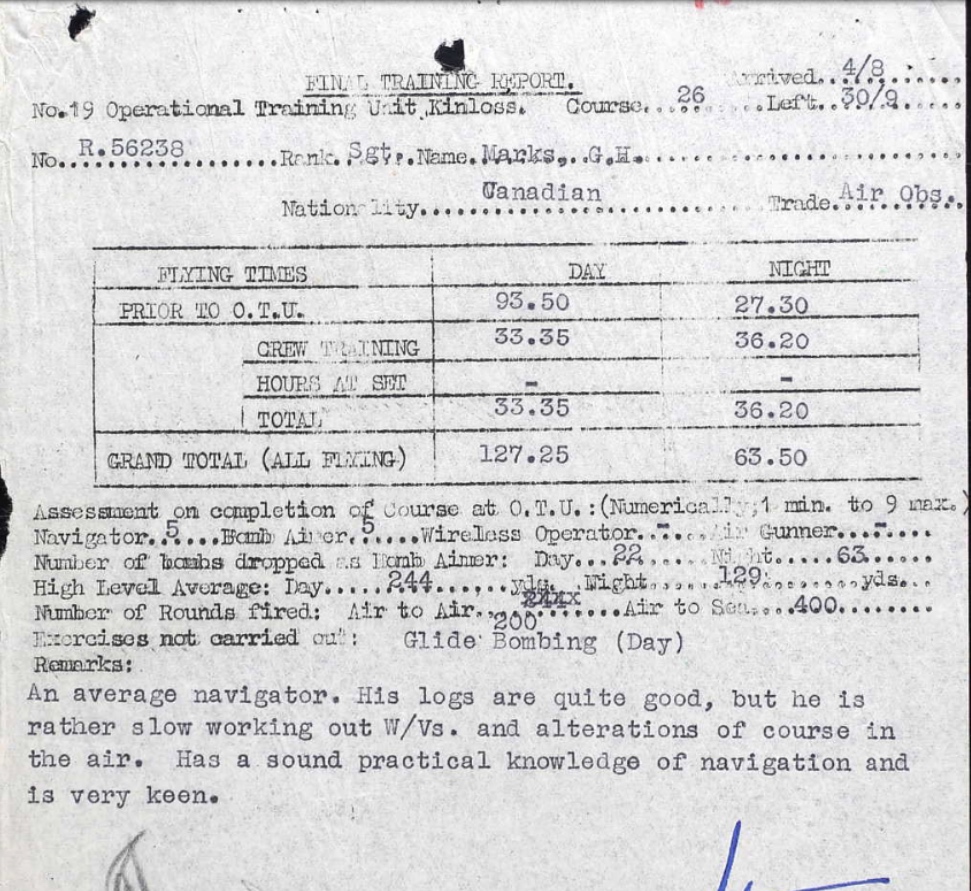 FINAL TRAINING REPORT. Arrived..4/8......
No.19 Operational Training Unit,Kinloss. Course...26......Left..30/9....
No..R.56238..............Rank.Sgt..Name.Marks,..G.H..............................
Nationality....Canadian..................Trade.Air Obs..
FLYING TIMES DAY NIGHT
PRIOR TO O.T.U. 93.50 27.30
CREW TRAINING 33.35 36.20
HOURS AT SET - -
TOTAL 33.35 36.20
GRAND TOTAL (ALL FLYING) 127.25 63.50
Assessment on completion of Course at O.T.U.:(Numerically;1 min. to 9 max.)
Navigator..5....Bomb Aimer.5....Wireless Operator..-...Air Gunner...-....
Number of bombs dropped as Bomb Aimer: Day...22.....Night....63.....
High Level Average: Day.....244.......yds. Night.......129......yds...
Number of Rounds fired: Air to Air..200.......Air to Sea....400........
Exercises not carried out: Glide Bombing (Day)
Remarks:
An average navigator. His logs are quite good, but he is
rather slow working out W/Vs. and alterations of course in
the air. Has a sound practical knowledge of navigation and
is very keen.